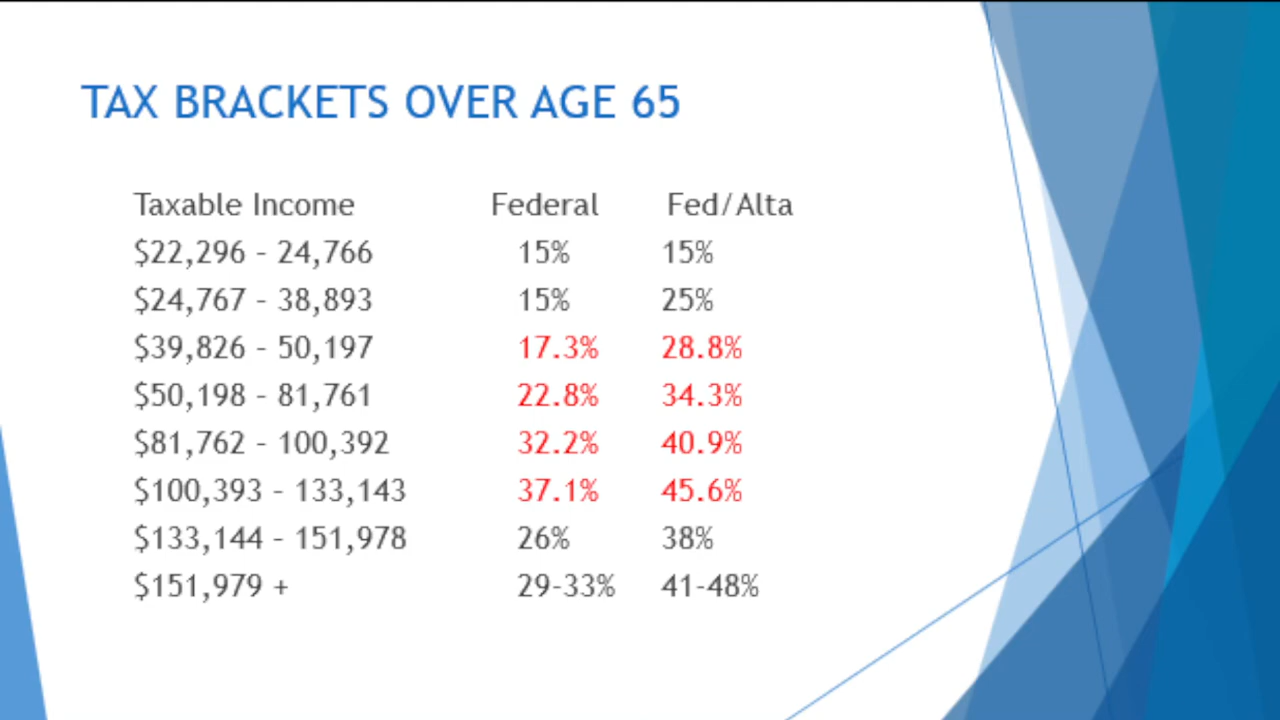 TAX BRACKETS OVER AGE 65
Taxable Income Federal Fed/Alta
$22,296 - 24,766 15% 15%
$24,767 - 38,893 15% 25%
$39,826 - 50,197 17.3% 28.8%
$50,198 - 81,761 22.8% 34.3%
$81,762 - 100,392 32.2% 40.9%
$100,393 - 133,143 37.1% 45.6%
$133,144 - 151,978 26% 38%
$151,979 + 29-33% 41-48%